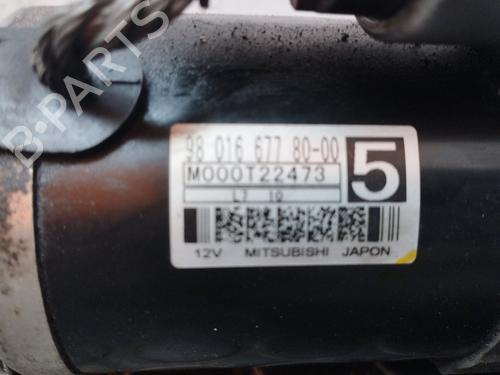 B-PARTS
98 016 677 80-00
M000T22473
5
L7 10
12V MITSUBISHI JAPON